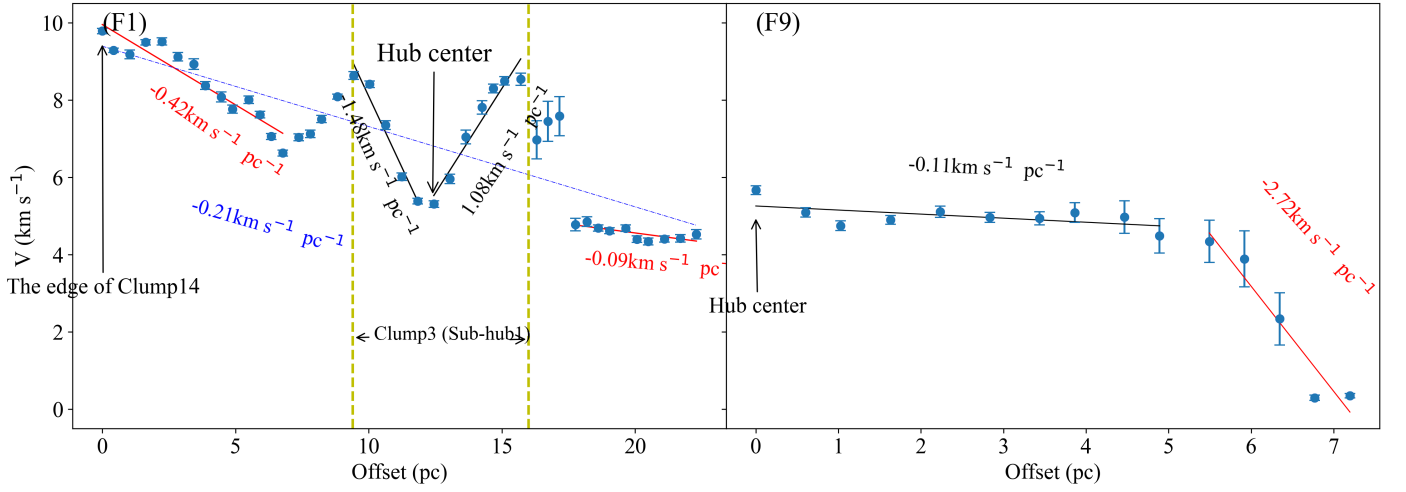 (F1)
(F9)
10
8
6
4
2
0
V (km s⁻¹)
Hub center
-0.42km s⁻¹ pc⁻¹
-1.48km s⁻¹ pc⁻¹
1.08km s⁻¹ pc⁻¹
-0.21km s⁻¹ pc⁻¹
-0.09km s⁻¹ pc⁻
The edge of Clump14
Clump3 (Sub-hub1)
-0.11km s⁻¹ pc⁻¹
-2.72km s⁻¹ pc⁻¹
Hub center
0 5 10 15 20
Offset (pc)
0 1 2 3 4 5 6 7
Offset (pc)